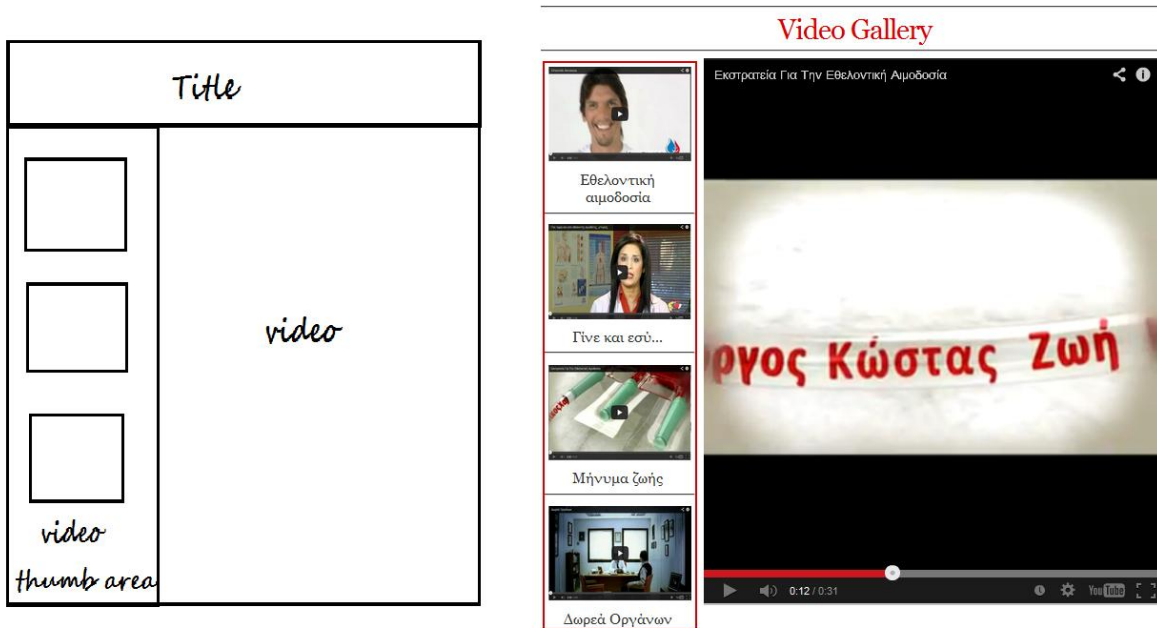 Title
video
video
thumb area
Video Gallery
Εθελοντική
αιμοδοσία
Γίνε και εσύ...
Μήνυμα ζωής
Δωρεά Οργάνων
Εκστρατεία Για Την Εθελοντική Αιμοδοσία
ργος Κώστας Ζωή
0:12 / 0:31
YouTube